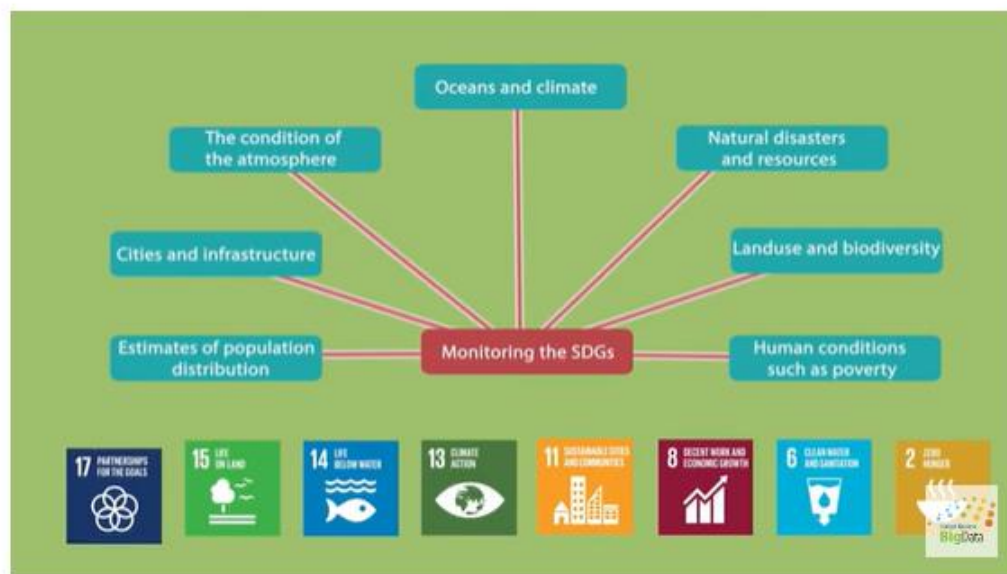 Oceans and climate
The condition of
the atmosphere
Natural disasters
and resources
Cities and infrastructure
Landuse and biodiversity
Estimates of population
distribution
Monitoring the SDGs
Human conditions
such as poverty
17 PARTNERSHIPS
FOR THE GOALS
15 LIFE
ON LAND
14 LIFE
BELOW WATER
13 CLIMATE
ACTION
11 SUSTAINABLE CITIES
AND COMMUNITIES
8 DECENT WORK AND
ECONOMIC GROWTH
6 CLEAN WATER
AND SANITATION
2 ZERO
HUNGER
BigData